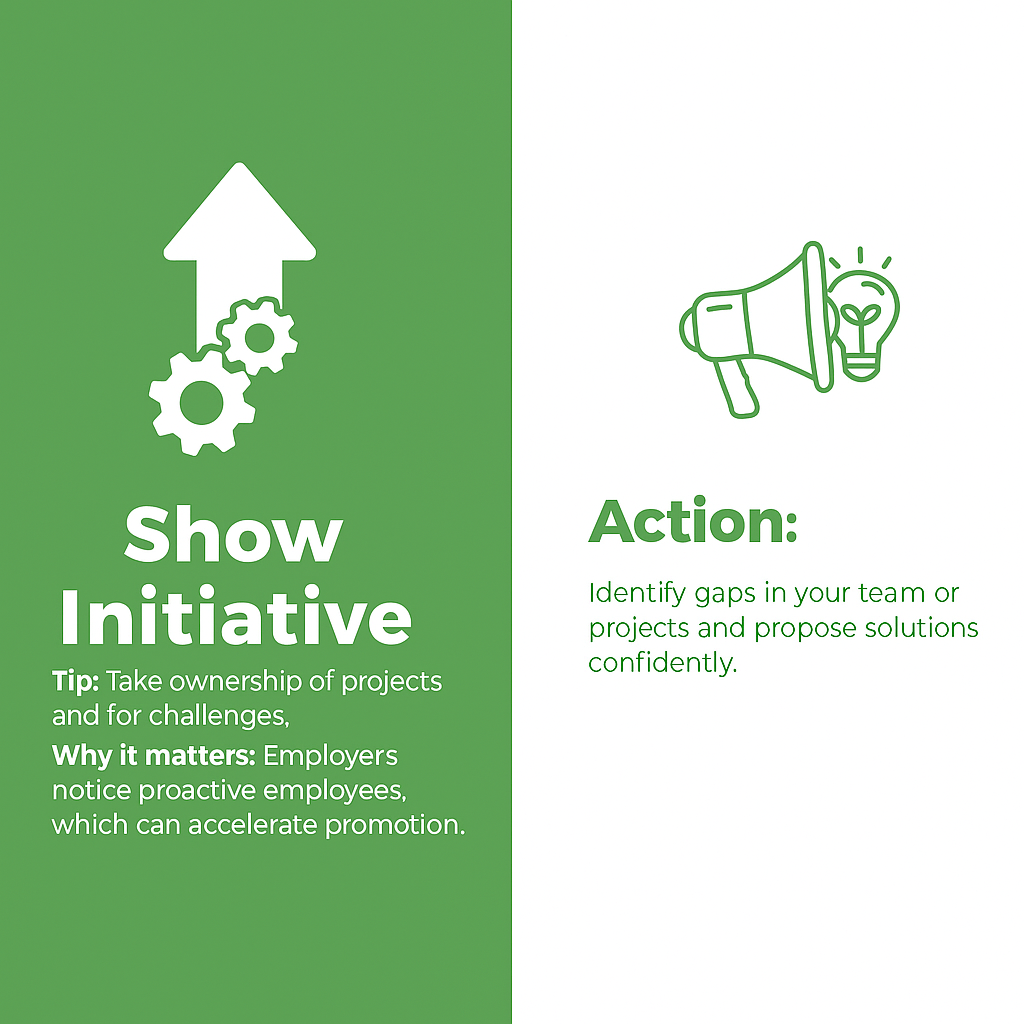 Show
Initiative
Tip: Take ownership of projects
and for challenges,
Why it matters: Employers
notice proactive employees,
which can accelerate promotion.
Action:
Identify gaps in your team or
projects and propose solutions
confidently.